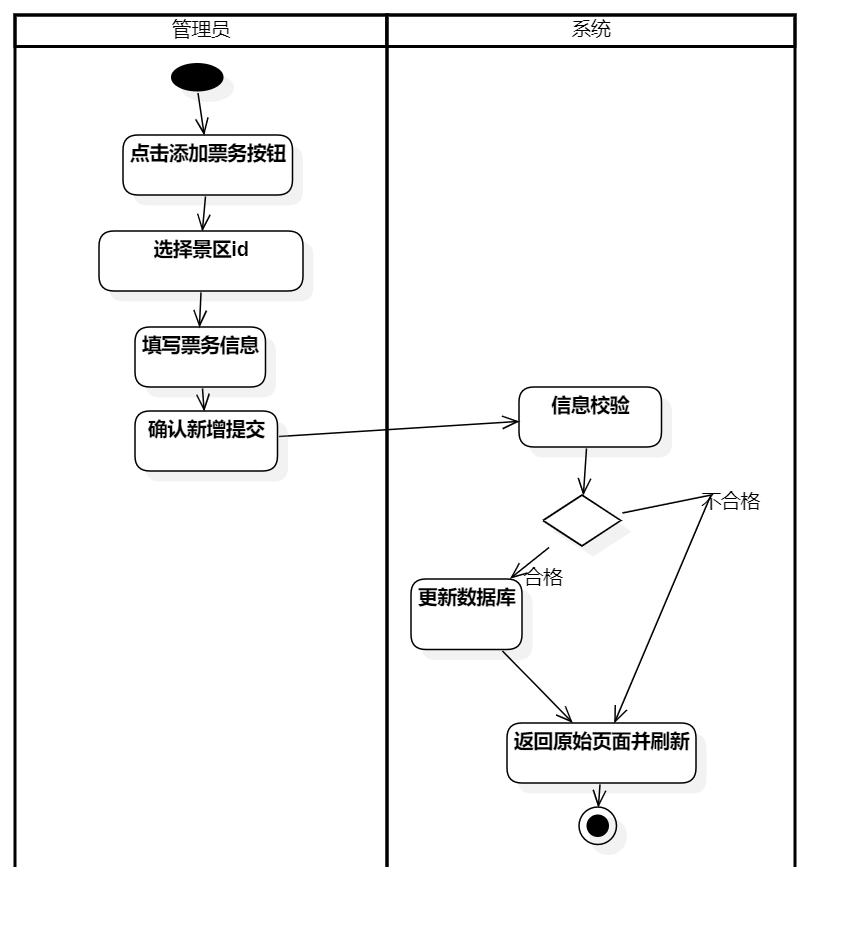 管理员
系统
点击添加票务按钮
选择景区id
填写票务信息
确认新增提交
信息校验
不合格
合格
更新数据库
返回原始页面并刷新